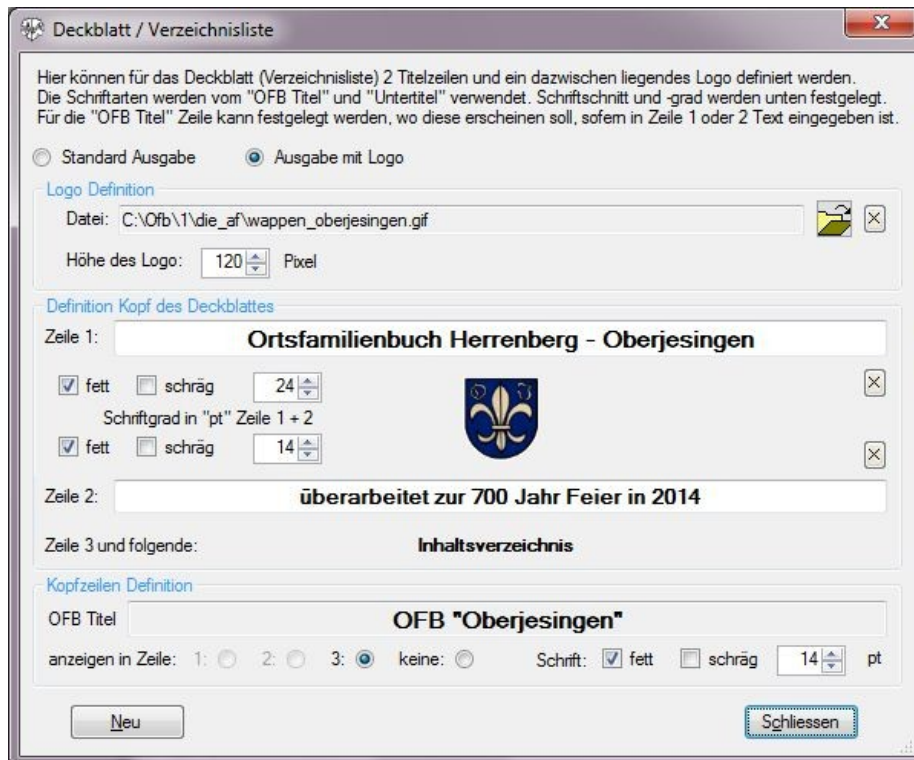 Deckblatt / Verzeichnisliste
Hier können für das Deckblatt (Verzeichnisliste) 2 Titelzeilen und ein dazwischen liegendes Logo definiert werden.
Die Schriftarten werden vom "OFB Titel" und "Untertitel" verwendet. Schriftschnitt und -grad werden unten festgelegt.
Für die "OFB Titel" Zeile kann festgelegt werden, wo diese erscheinen soll, sofern in Zeile 1 oder 2 Text eingegeben ist.
Standard Ausgabe Ausgabe mit Logo
Logo Definition
Datei: C:\Ofb\1\die_af\wappen_oberjesingen.gif
Höhe des Logo: 120 Pixel
Definition Kopf des Deckblattes
Zeile 1: Ortsfamilienbuch Herrenberg - Oberjesingen
fett schräg 24
Schriftgrad in "pt" Zeile 1 + 2
fett schräg 14
Zeile 2: überarbeitet zur 700 Jahr Feier in 2014
Zeile 3 und folgende: Inhaltsverzeichnis
Kopfzeilen Definition
OFB Titel OFB "Oberjesingen"
anzeigen in Zeile: 1: 2: 3: keine: Schrift: fett schräg 14 pt
Neu Schliessen